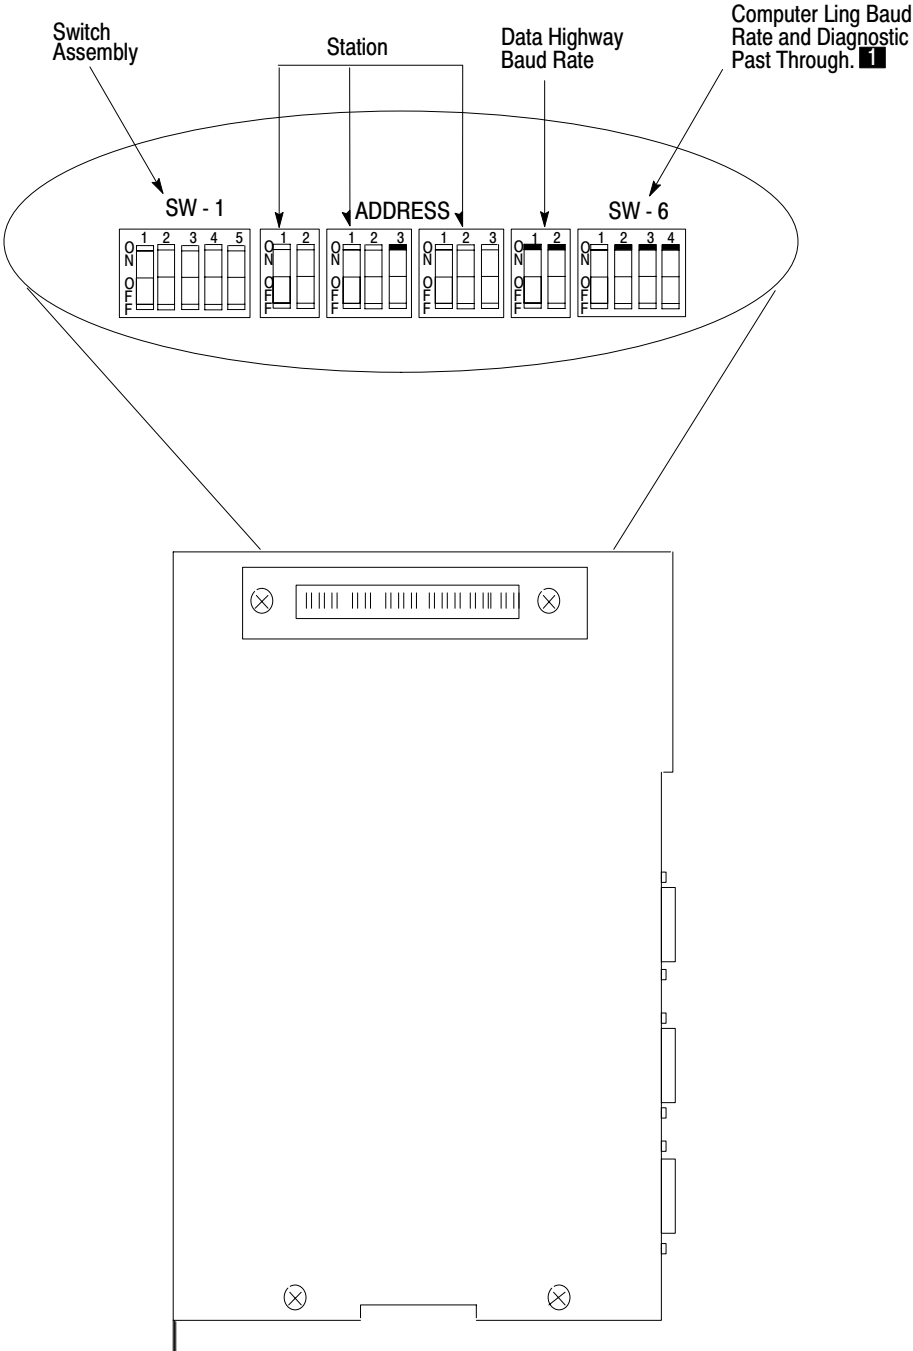 Switch
Assembly
Station
Data Highway
Baud Rate
Computer Ling Baud
Rate and Diagnostic
Past Through. 1
SW - 1
ADDRESS
SW - 6
ON OFF 1 2 3 4 5
ON OFF 1 2
ON OFF 1 2 3
ON OFF 1 2 3
ON OFF 1 2
ON OFF 1 2 3 4